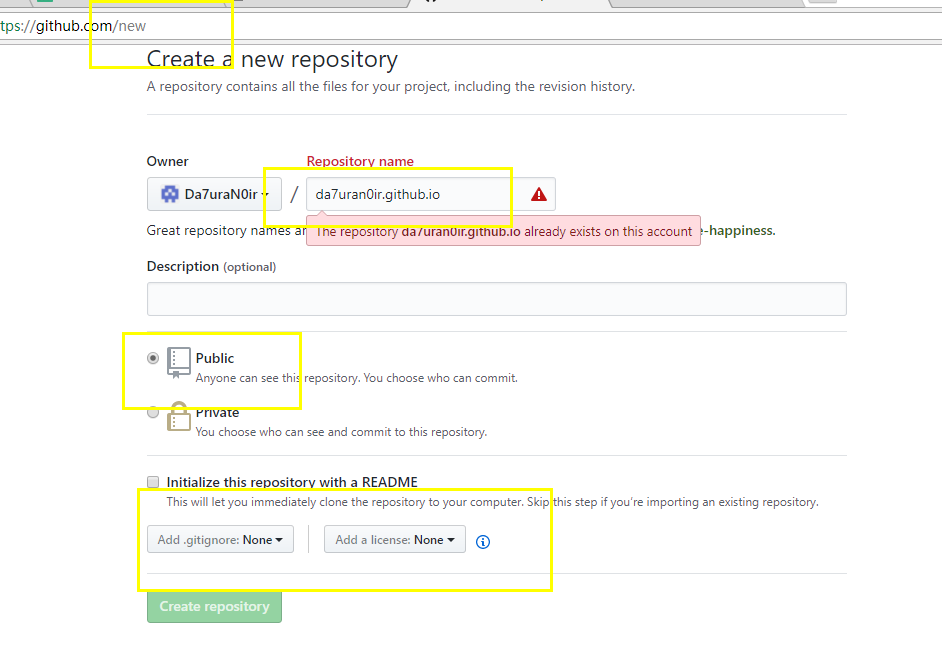 tps://github.com/new
Create a new repository
A repository contains all the files for your project, including the revision history.
Owner
Repository name
Da7uraN0ir
/
da7uran0ir.github.io
The repository da7uran0ir.github.io already exists on this account
Great repository names ar
e-happiness.
Description (optional)
Public
Anyone can see this repository. You choose who can commit.
Private
You choose who can see and commit to this repository.
Initialize this repository with a README
This will let you immediately clone the repository to your computer. Skip this step if you’re importing an existing repository.
Add .gitignore: None
Add a license: None
Create repository